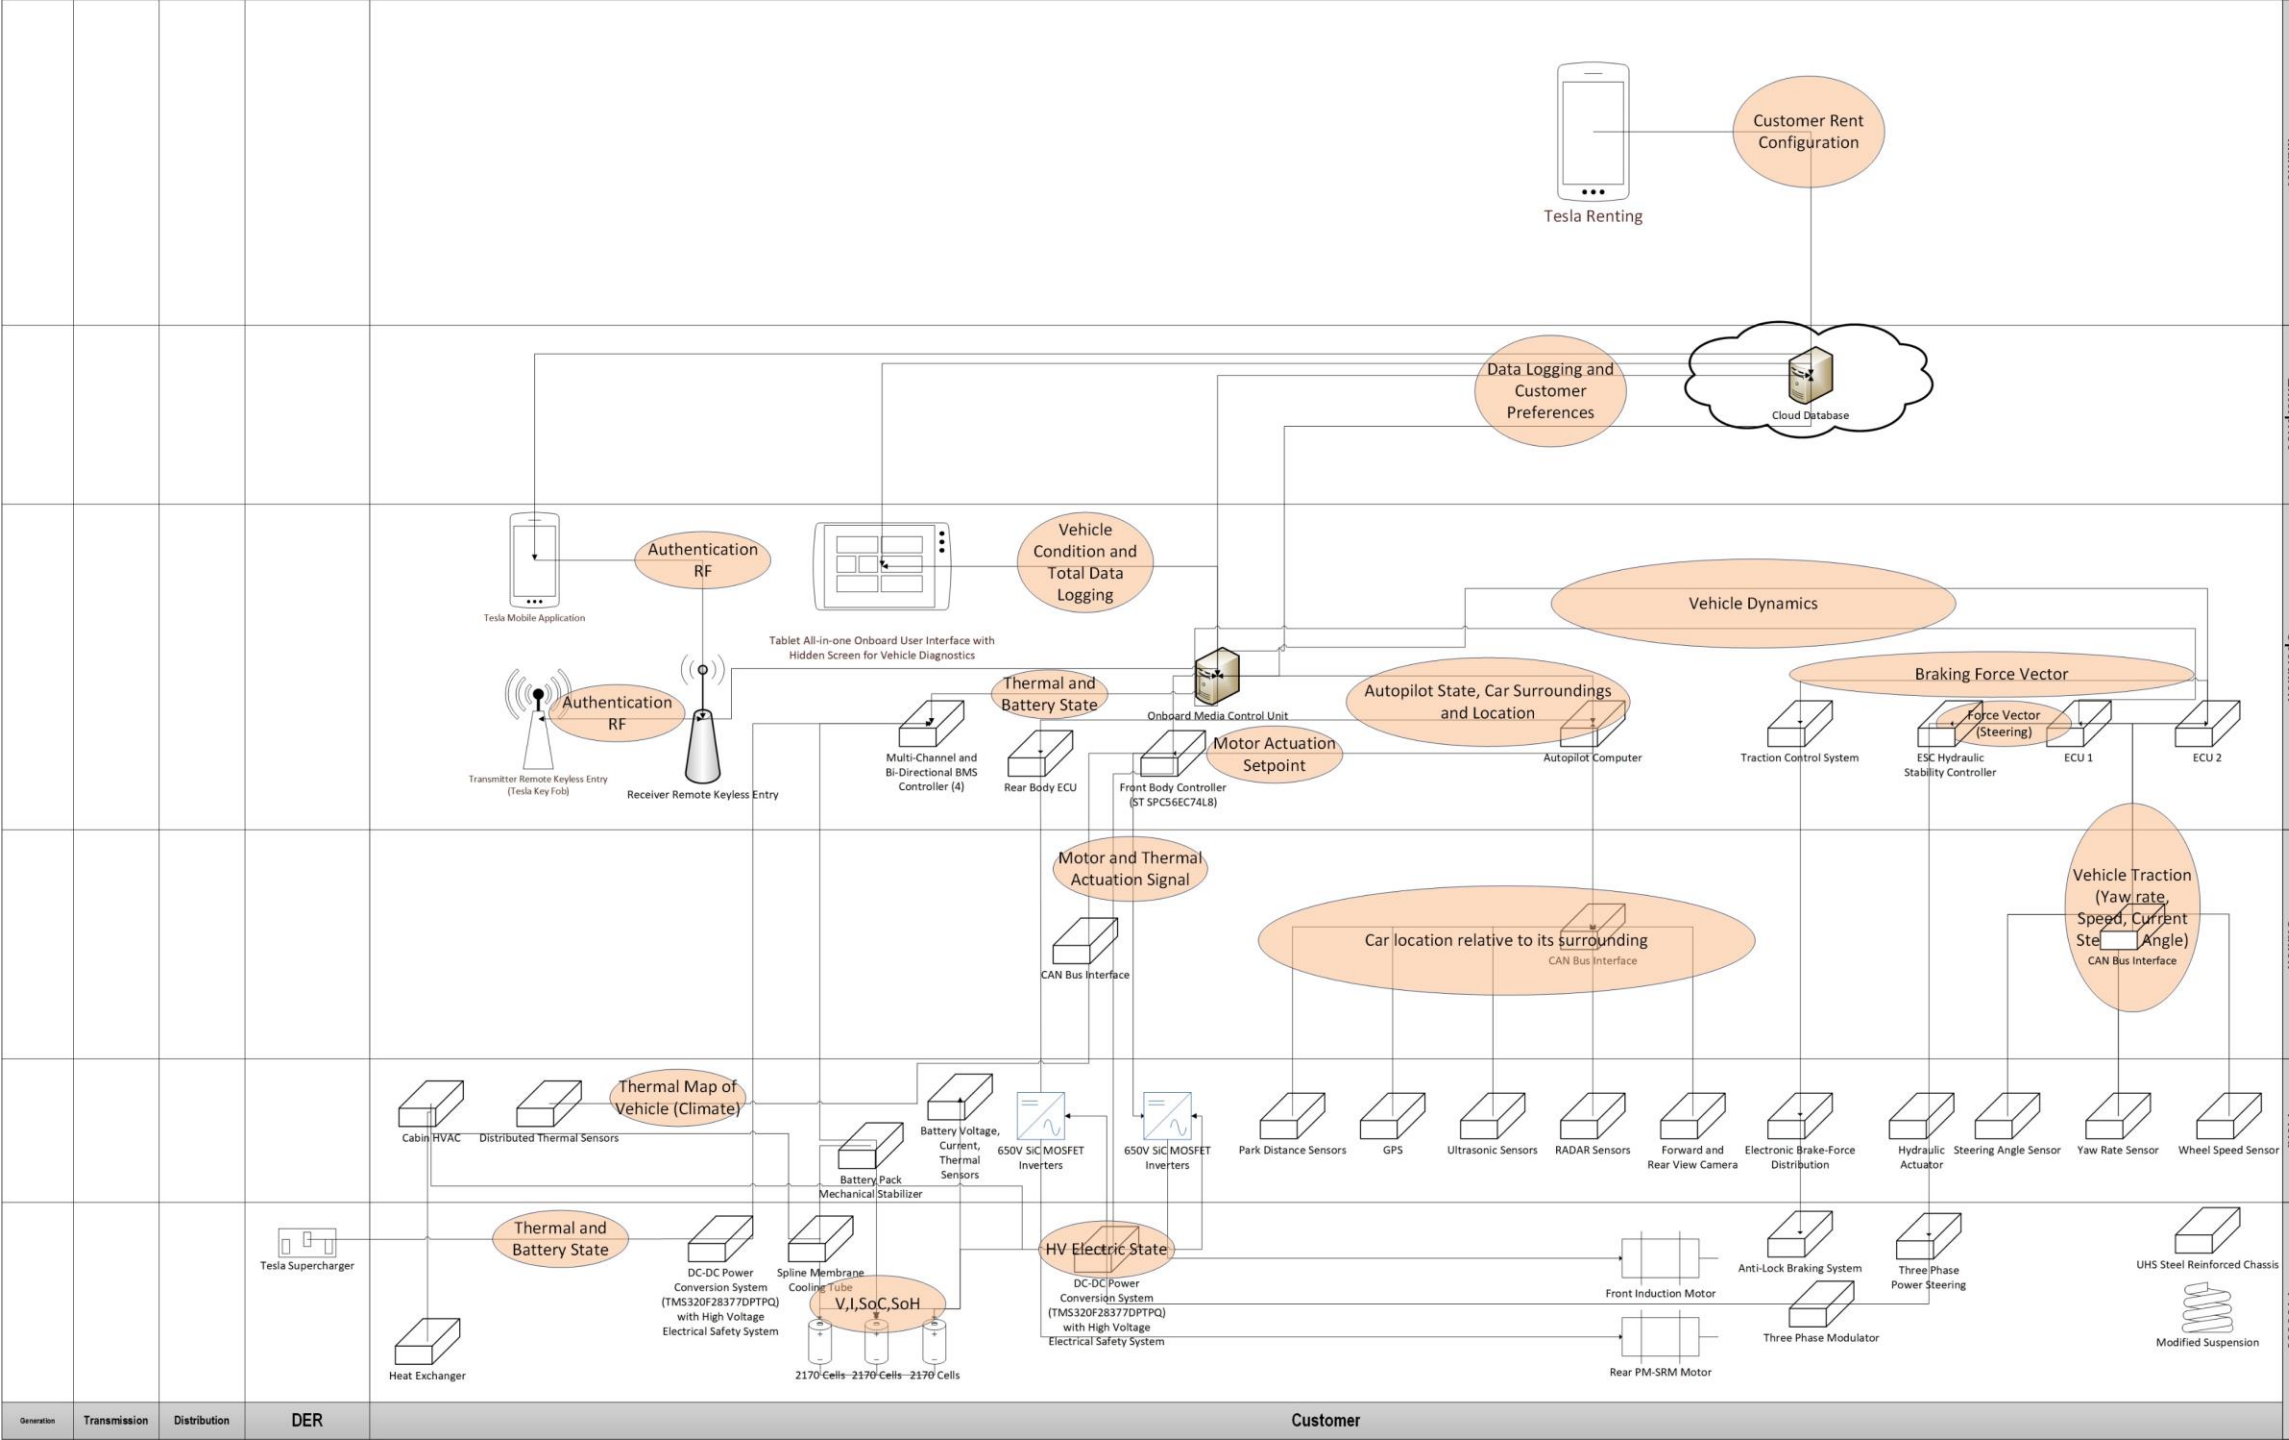 Customer Rent
Configuration
Tesla Renting
Data Logging and
Customer
Preferences
Cloud Database
Authentication
RF
Tesla Mobile Application
Vehicle
Condition and
Total Data
Logging
Tablet All-in-one Onboard User Interface with
Hidden Screen for Vehicle Diagnostics
Vehicle Dynamics
Authentication
RF
Transmitter Remote Keyless Entry
(Tesla Key Fob)
Receiver Remote Keyless Entry
Thermal and
Battery State
Onboard Media Control Unit
Autopilot State, Car Surroundings
and Location
Braking Force Vector
Force Vector
(Steering)
Multi-Channel and
Bi-Directional BMS
Controller (4)
Rear Body ECU
Front Body Controller
(ST SPC56EC74L8)
Motor Actuation
Setpoint
Autopilot Computer
Traction Control System
ESC Hydraulic
Stability Controller
ECU 1
ECU 2
Motor and Thermal
Actuation Signal
CAN Bus Interface
Car location relative to its surrounding
CAN Bus Interface
Vehicle Traction
(Yaw rate,
Speed, Current
Ste Angle)
CAN Bus Interface
Thermal Map of
Vehicle (Climate)
Cabin HVAC
Distributed Thermal Sensors
Battery Pack
Mechanical Stabilizer
Battery Voltage,
Current,
Thermal
Sensors
650V SiC MOSFET
Inverters
650V SiC MOSFET
Inverters
Park Distance Sensors
GPS
Ultrasonic Sensors
RADAR Sensors
Forward and
Rear View Camera
Electronic Brake-Force
Distribution
Hydraulic
Actuator
Steering Angle Sensor
Yaw Rate Sensor
Wheel Speed Sensor
Tesla Supercharger
Thermal and
Battery State
DC-DC Power
Conversion System
(TMS320F28377DPTPQ)
with High Voltage
Electrical Safety System
Spline Membrane
Cooling Tube
V,I,SoC,SoH
2170 Cells
2170 Cells
2170 Cells
HV Electric State
DC-DC Power
Conversion System
(TMS320F28377DPTPQ)
with High Voltage
Electrical Safety System
Front Induction Motor
Rear PM-SRM Motor
Anti-Lock Braking System
Three Phase Modulator
Three Phase
Power Steering
UHS Steel Reinforced Chassis
Modified Suspension
Heat Exchanger
Generation
Transmission
Distribution
DER
Customer